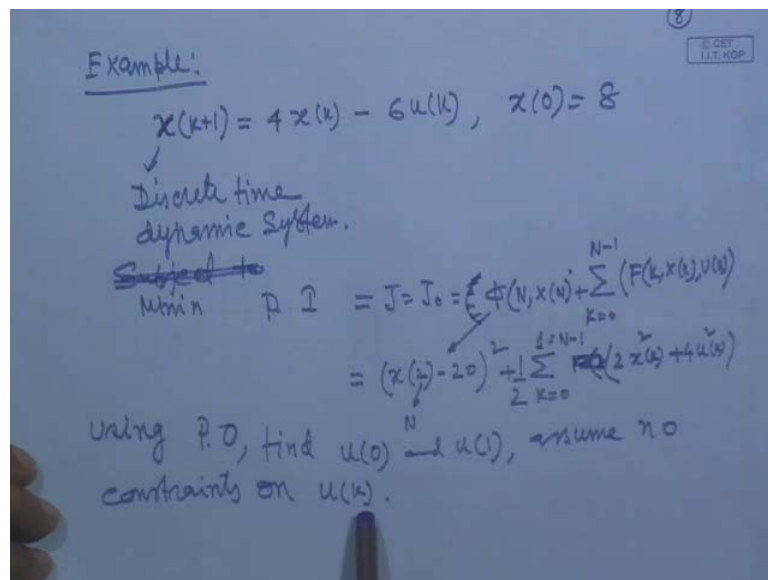 8
© CET
I.I.T. KGP
Example:
x(k+1) = 4x(k) - 6u(k), x(0) = 8
Discrete time
dynamic System.
Subject to
Min P I = J = J₀ = ϕ(N, x(N)) + Σ (F(k, x(k), u(k))
N-1
k=0
= (x(2) - 20)² + 1/2 Σ (2x²(k) + 4u²(k))
1=N-1
k=0
N
Using P.O, find u(0) and u(1), assume no
constraints on u(k).